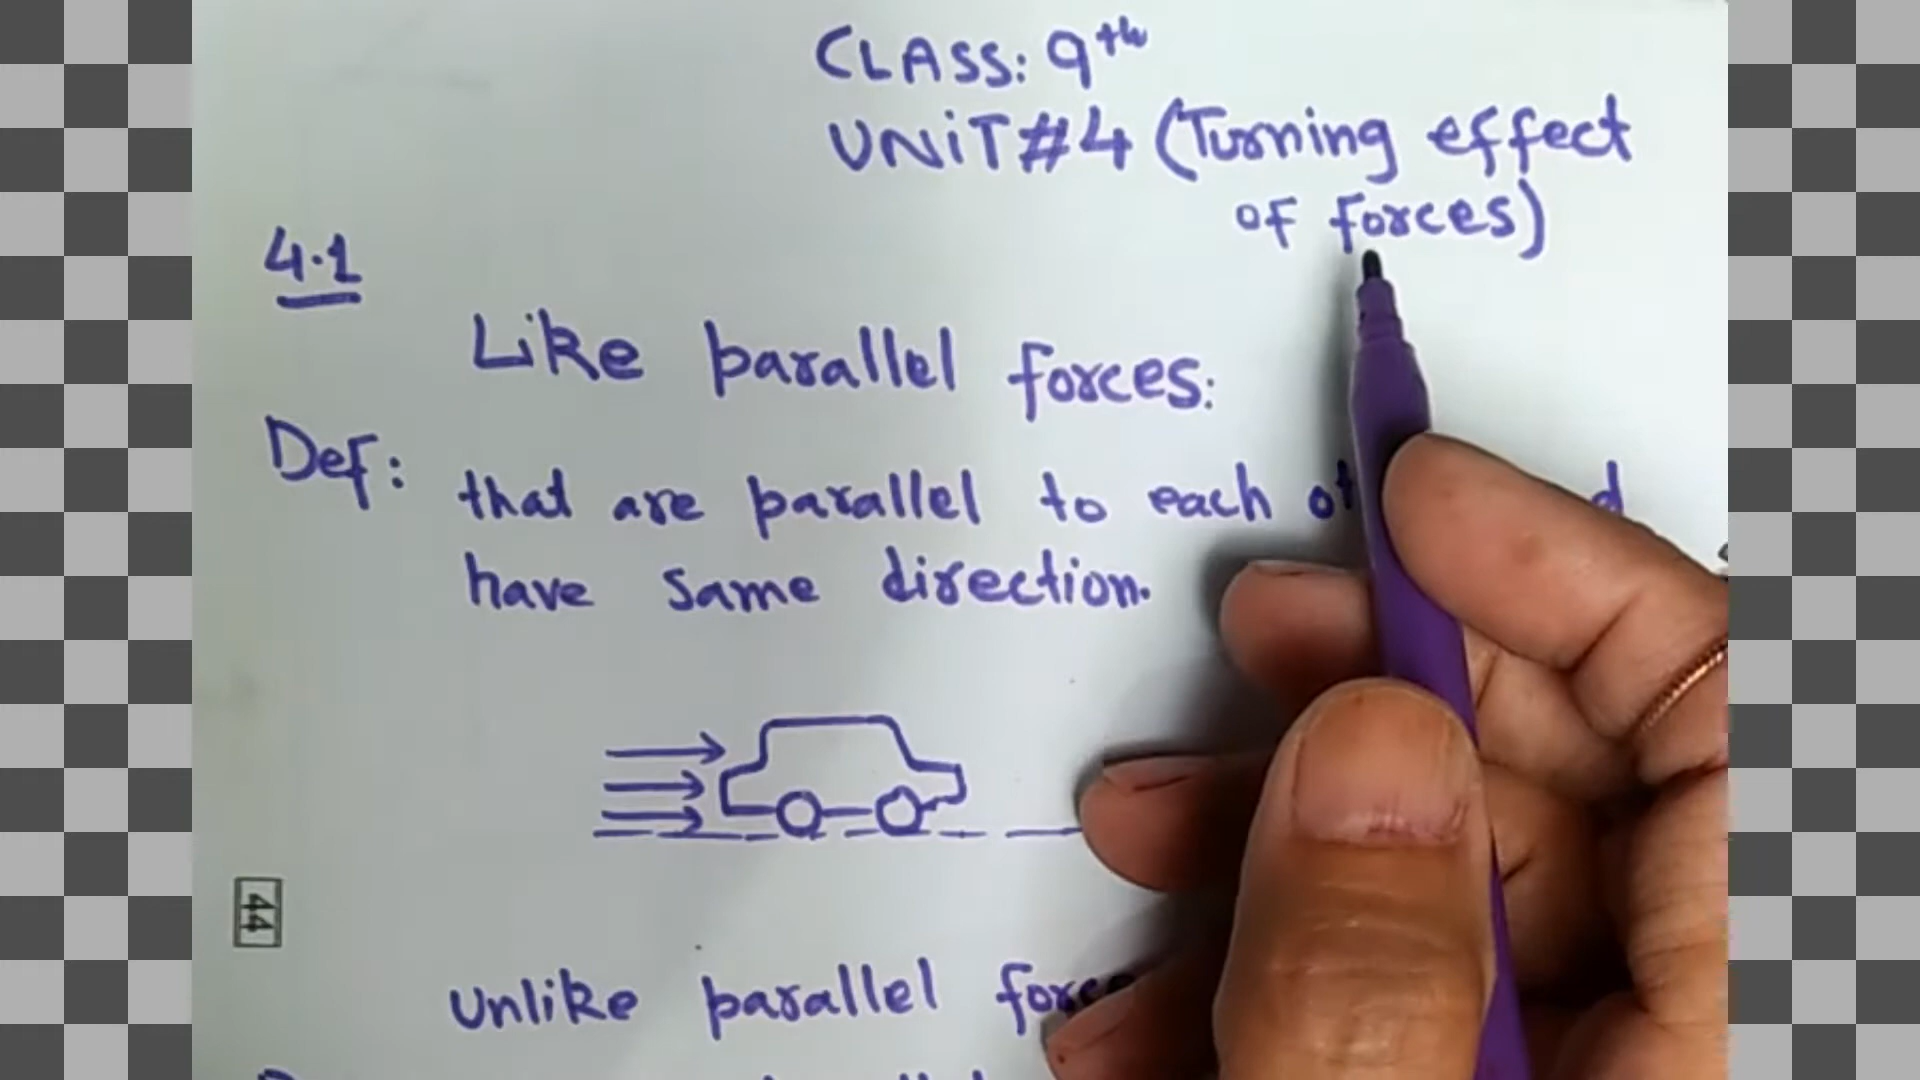 CLASS: 9th
UNiT#4 (Turning effect
of forces)
4.1
Like parallel forces:
Def:
that are parallel to each
have same direction.
44
Unlike parallel